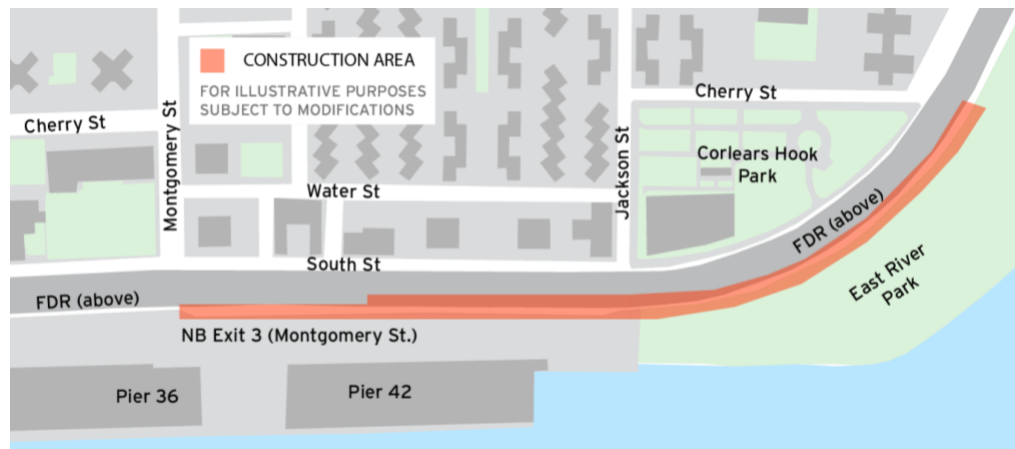 CONSTRUCTION AREA
FOR ILLUSTRATIVE PURPOSES
SUBJECT TO MODIFICATIONS
Cherry St
Montgomery St
Cherry St
Jackson St
Corlears Hook
Park
Water St
South St
FDR (above)
FDR (above)
East River
Park
NB Exit 3 (Montgomery St.)
Pier 36
Pier 42